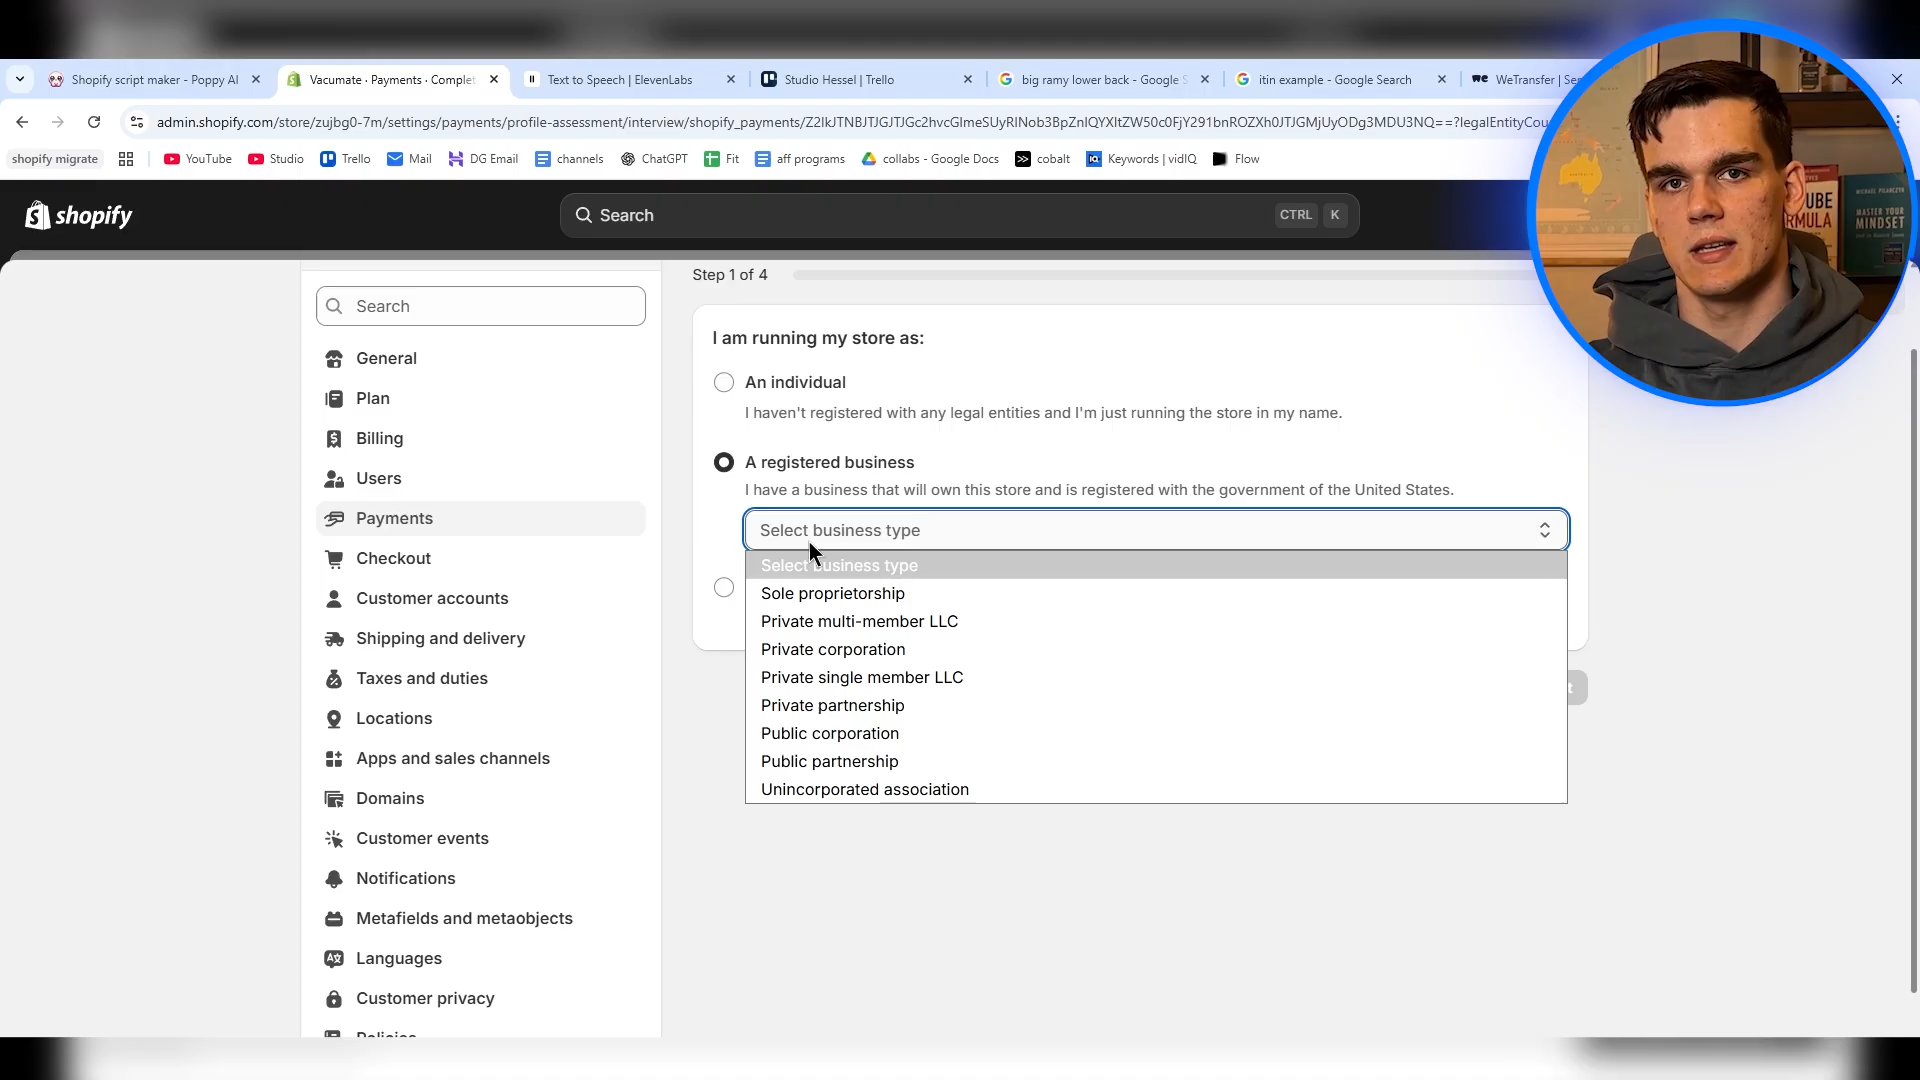 Shopify script maker - Poppy AI
Vacumate · Payments · Complet
Text to Speech | ElevenLabs
Studio Hessel | Trello
big ramy lower back - Google S
itin example - Google Search
WeTransfer | Sen
admin.shopify.com/store/zujbg0-7m/settings/payments/profile-assessment/interview/shopify_payments/
shopify migrate
YouTube
Studio
Trello
Mail
DG Email
channels
ChatGPT
Fit
aff programs
collabs - Google Docs
cobalt
Keywords | vidIQ
Flow
shopify
Search
CTRL K
UBE
RMULA
MICHAEL PILARCZYK
MASTER YOUR
MINDSET
Search
General
Plan
Billing
Users
Payments
Checkout
Customer accounts
Shipping and delivery
Taxes and duties
Locations
Apps and sales channels
Domains
Customer events
Notifications
Metafields and metaobjects
Languages
Customer privacy
Policies
Step 1 of 4
I am running my store as:
An individual
I haven't registered with any legal entities and I'm just running the store in my name.
A registered business
I have a business that will own this store and is registered with the government of the United States.
Select business type
Select business type
Sole proprietorship
Private multi-member LLC
Private corporation
Private single member LLC
Private partnership
Public corporation
Public partnership
Unincorporated association